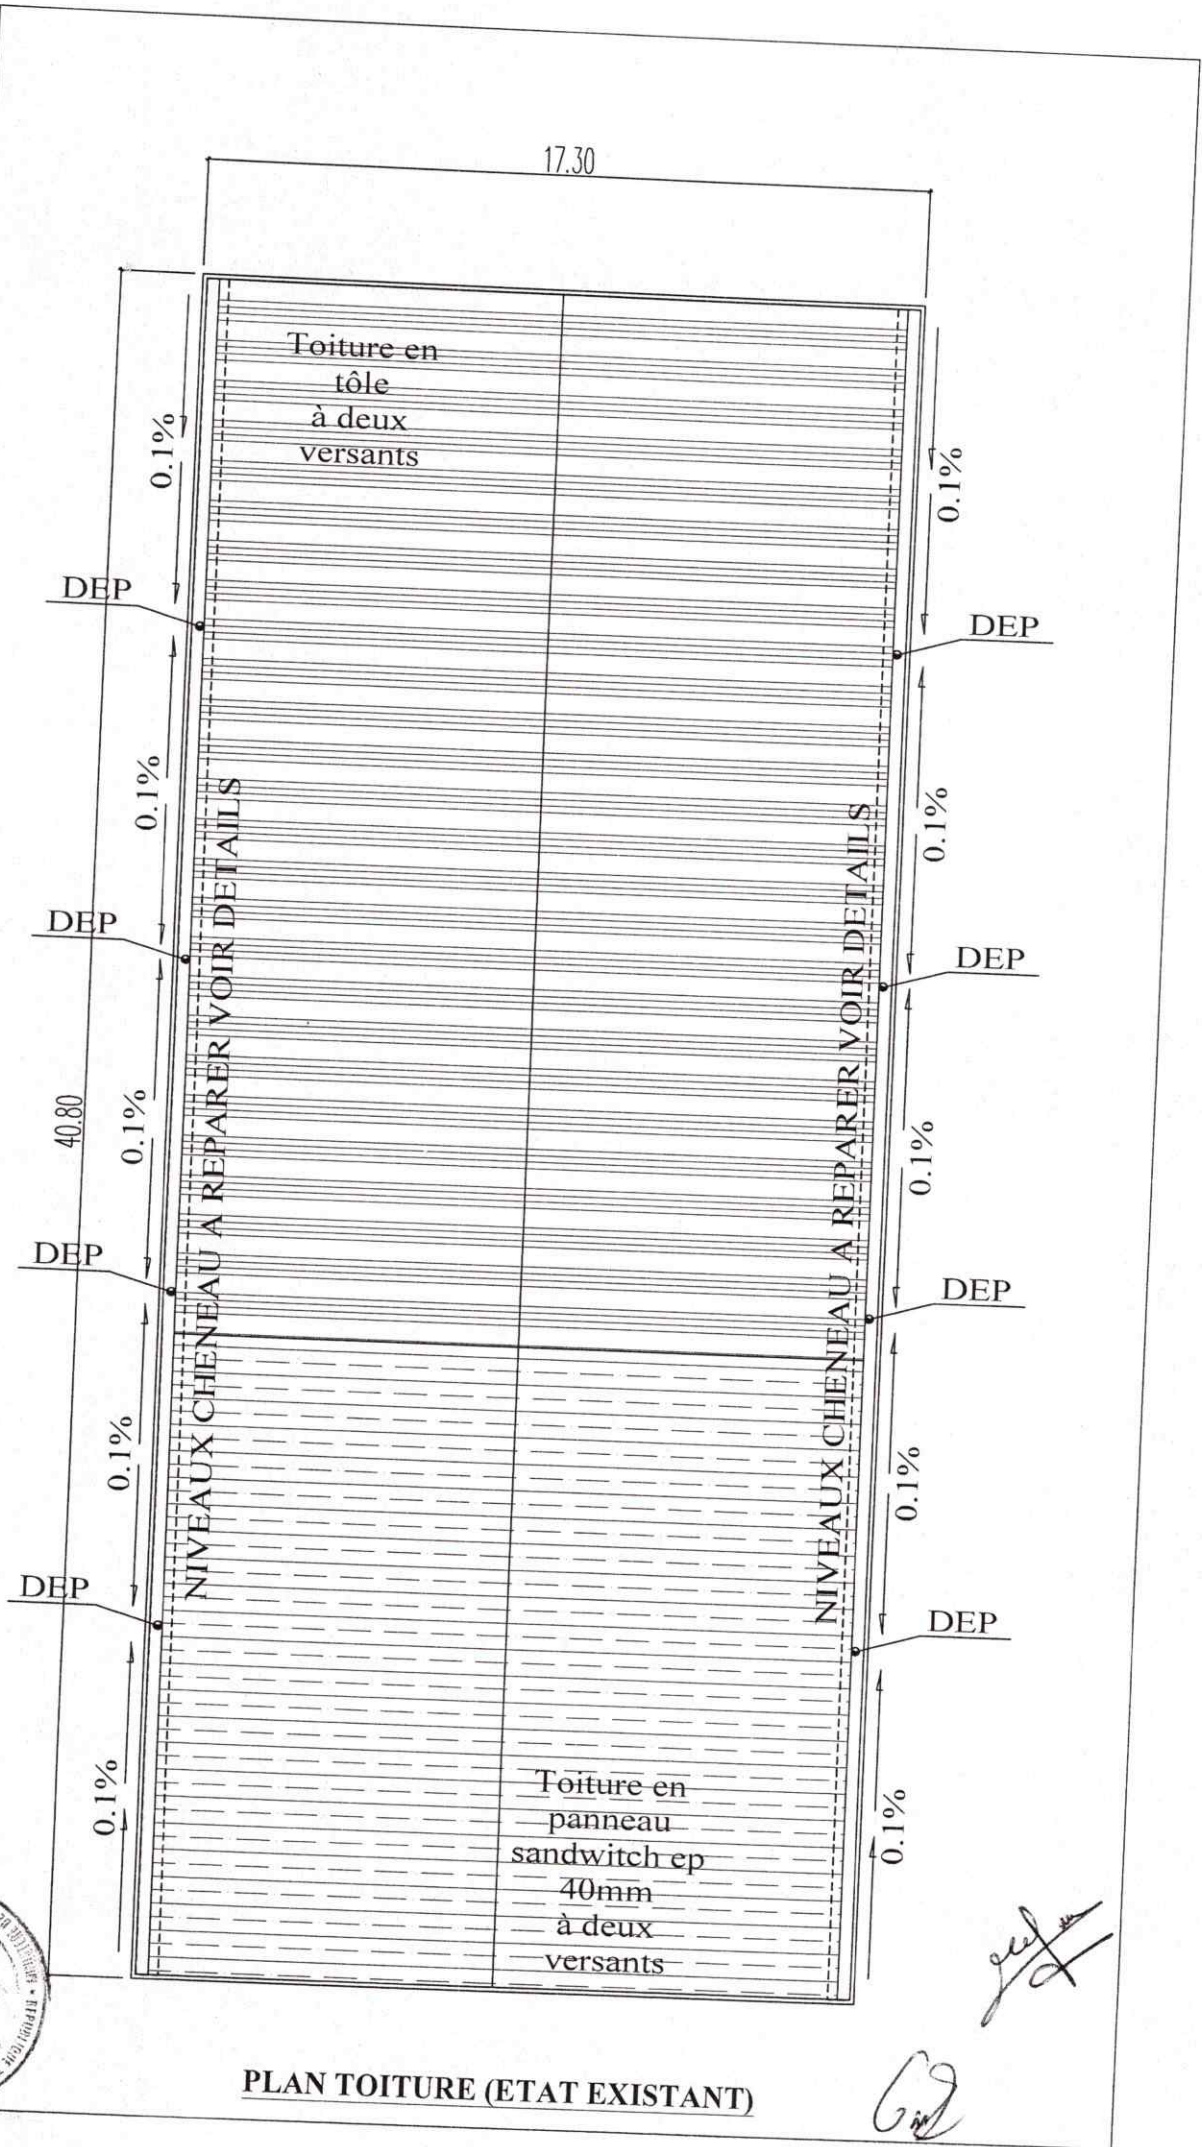 17.30
Toiture en
tôle
à deux
versants
0.1%
0.1%
DEP
DEP
0.1%
0.1%
NIVEAUX CHENEAU A REPARER VOIR DETAILS
NIVEAUX CHENEAU A REPARER VOIR DETAILS
DEP
DEP
40.80
0.1%
0.1%
DEP
DEP
0.1%
0.1%
DEP
DEP
0.1%
0.1%
Toiture en
panneau
sandwitch ep
40mm
à deux
versants
PLAN TOITURE (ETAT EXISTANT)